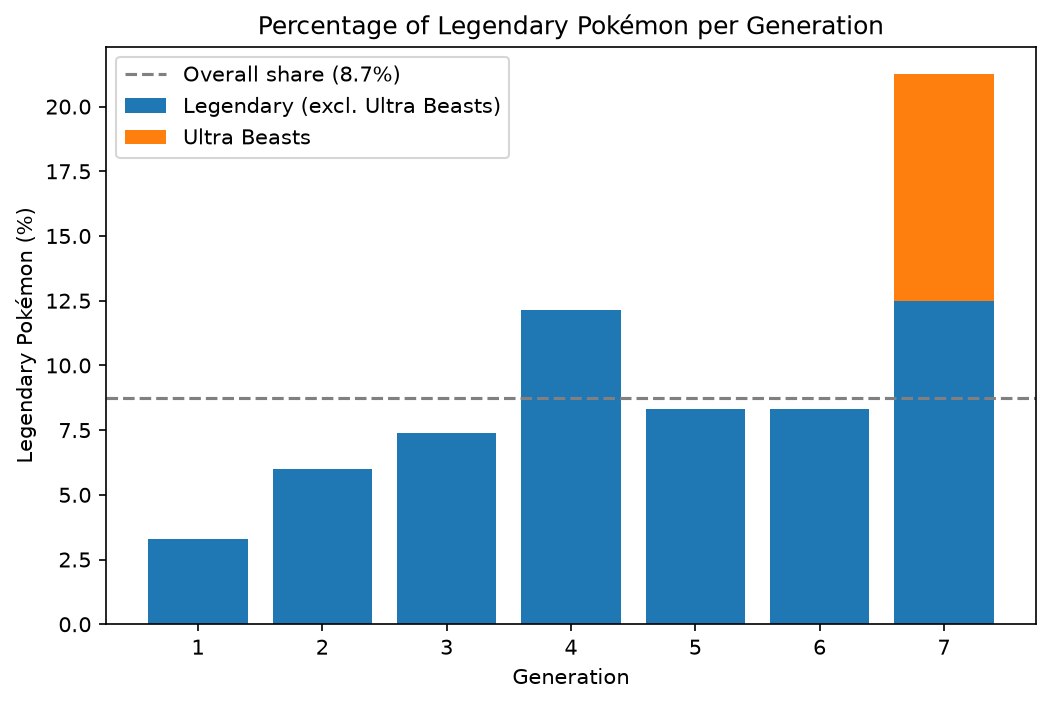 Percentage of Legendary Pokémon per Generation
Overall share (8.7%)
Legendary (excl. Ultra Beasts)
Ultra Beasts
Legendary Pokémon (%)
20.0
17.5
15.0
12.5
10.0
7.5
5.0
2.5
0.0
1 2 3 4 5 6 7
Generation